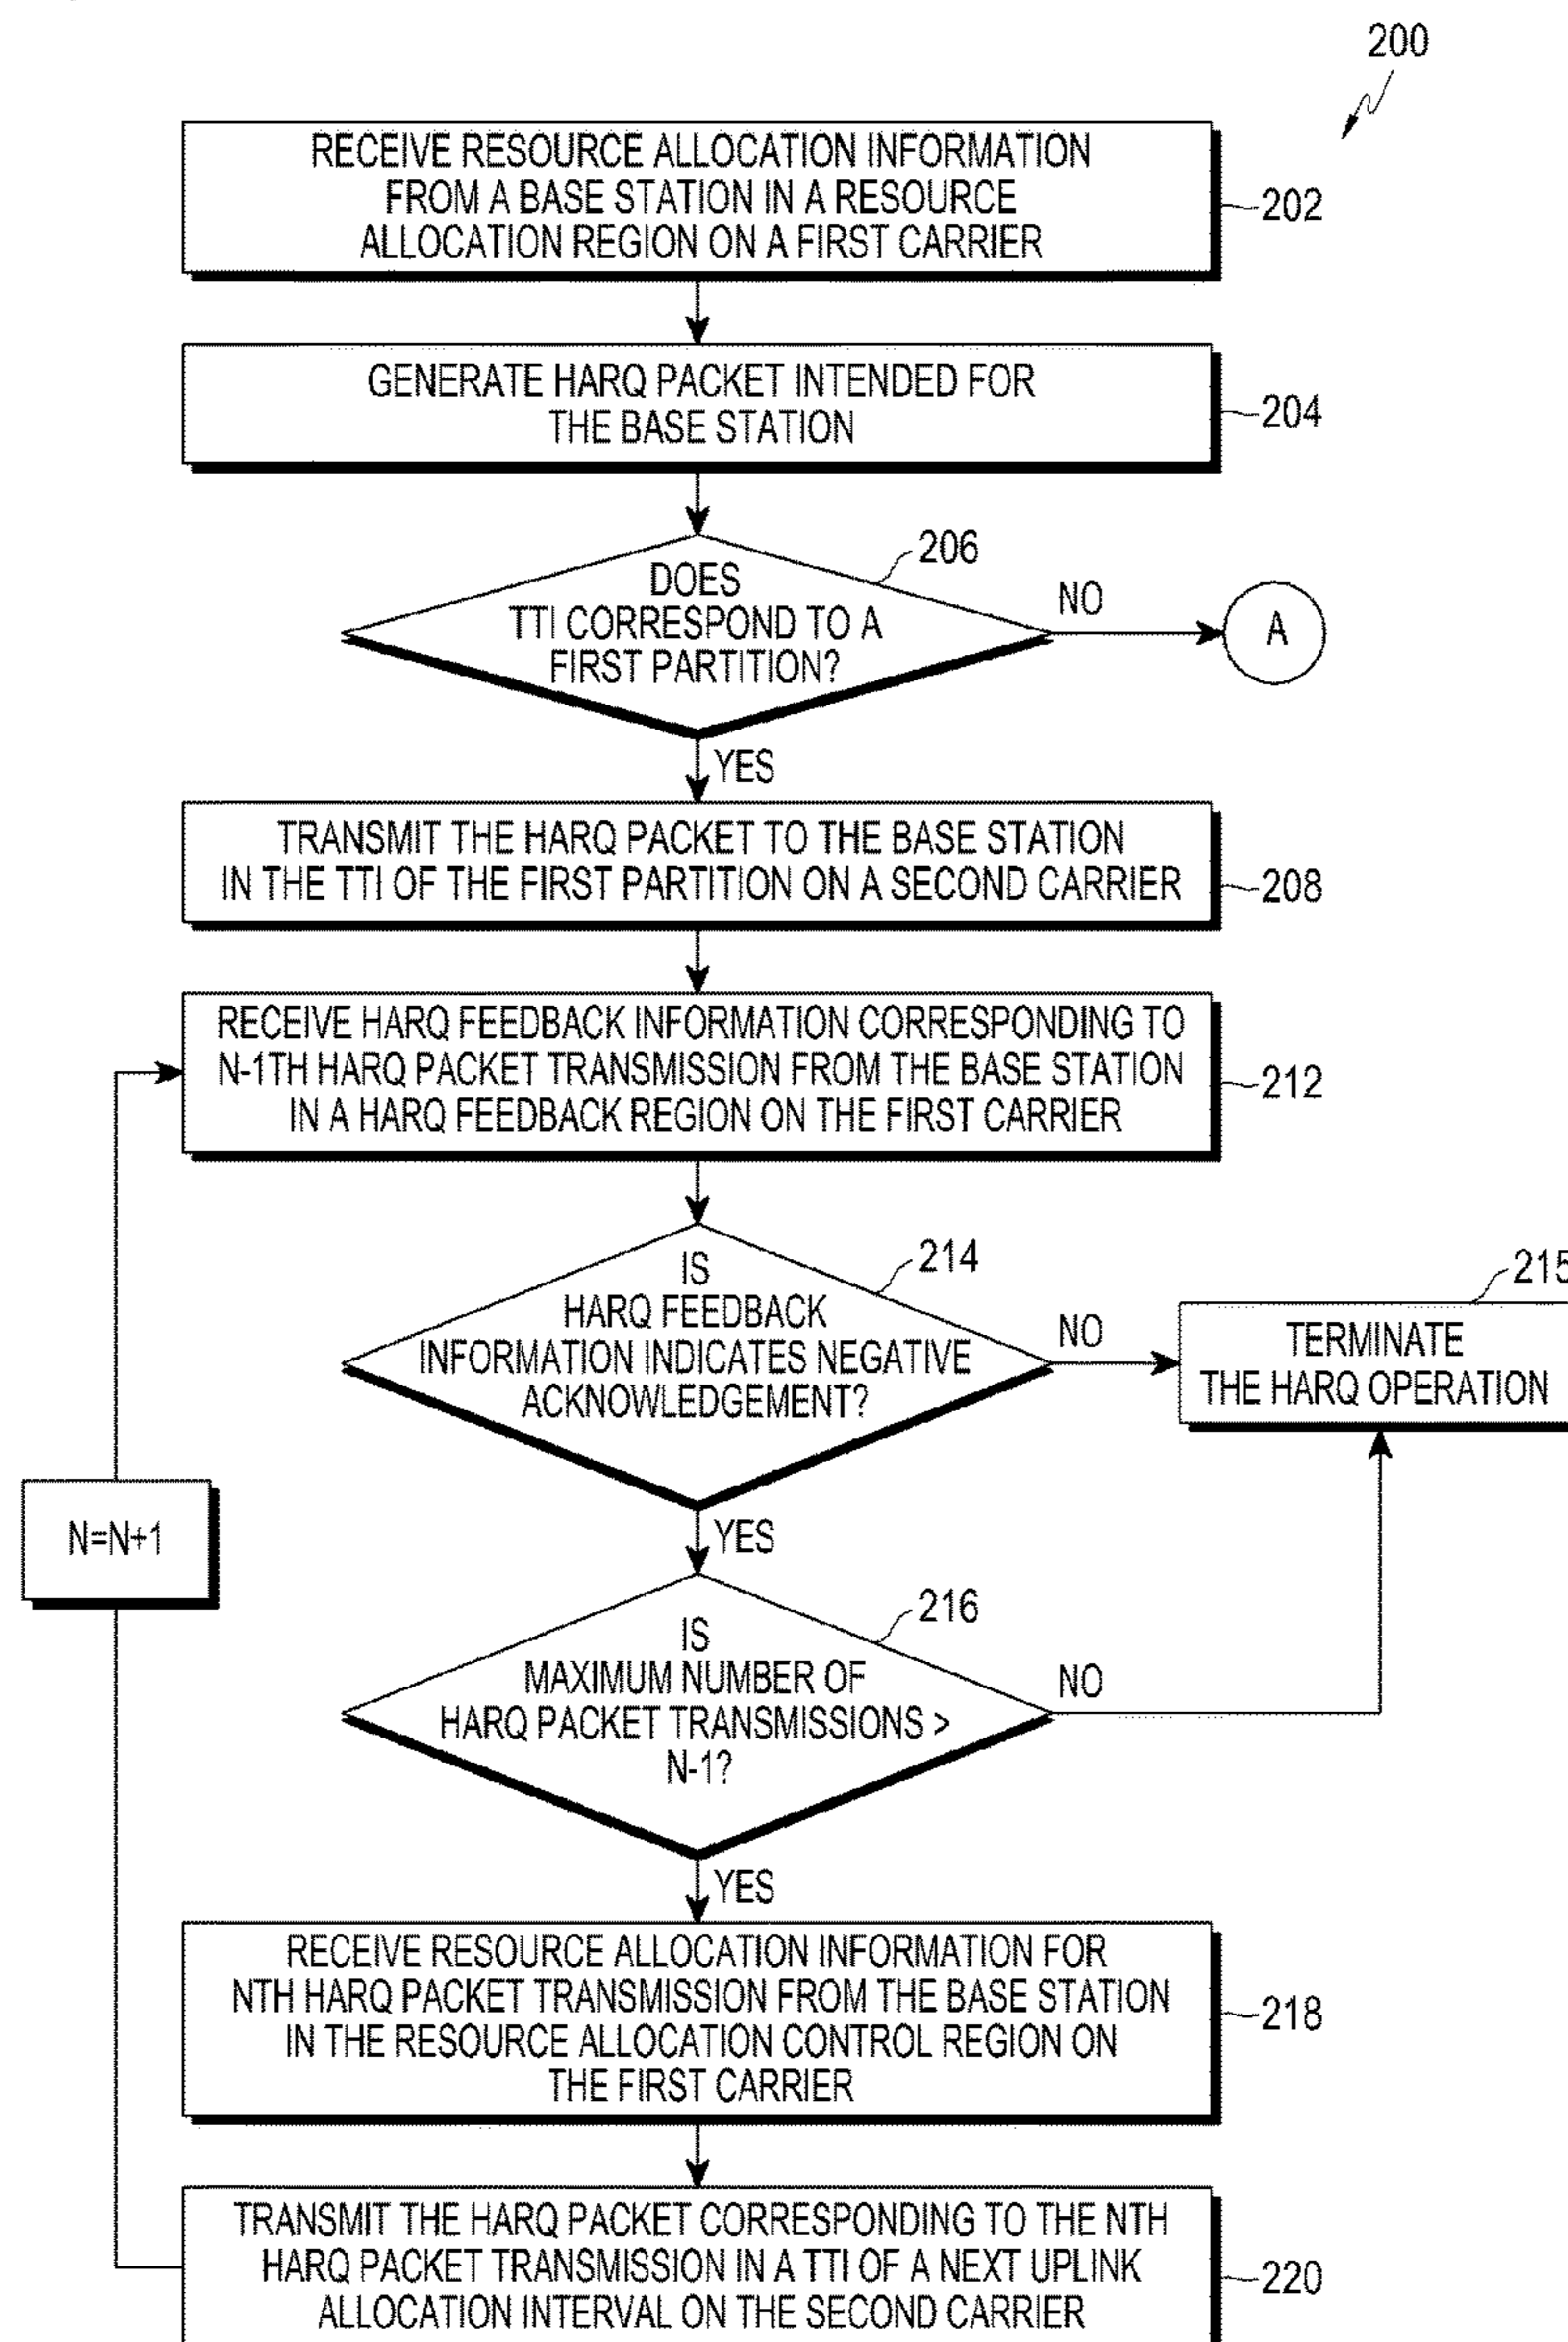 200
RECEIVE RESOURCE ALLOCATION INFORMATION
FROM A BASE STATION IN A RESOURCE
ALLOCATION REGION ON A FIRST CARRIER
202
GENERATE HARQ PACKET INTENDED FOR
THE BASE STATION
204
206
DOES
TTI CORRESPOND TO A
FIRST PARTITION?
NO
A
YES
TRANSMIT THE HARQ PACKET TO THE BASE STATION
IN THE TTI OF THE FIRST PARTITION ON A SECOND CARRIER
208
RECEIVE HARQ FEEDBACK INFORMATION CORRESPONDING TO
N-1TH HARQ PACKET TRANSMISSION FROM THE BASE STATION
IN A HARQ FEEDBACK REGION ON THE FIRST CARRIER
212
214
IS
HARQ FEEDBACK
INFORMATION INDICATES NEGATIVE
ACKNOWLEDGEMENT?
NO
215
TERMINATE
THE HARQ OPERATION
YES
N=N+1
216
IS
MAXIMUM NUMBER OF
HARQ PACKET TRANSMISSIONS >
N-1?
NO
YES
RECEIVE RESOURCE ALLOCATION INFORMATION FOR
NTH HARQ PACKET TRANSMISSION FROM THE BASE STATION
IN THE RESOURCE ALLOCATION CONTROL REGION ON
THE FIRST CARRIER
218
TRANSMIT THE HARQ PACKET CORRESPONDING TO THE NTH
HARQ PACKET TRANSMISSION IN A TTI OF A NEXT UPLINK
ALLOCATION INTERVAL ON THE SECOND CARRIER
220